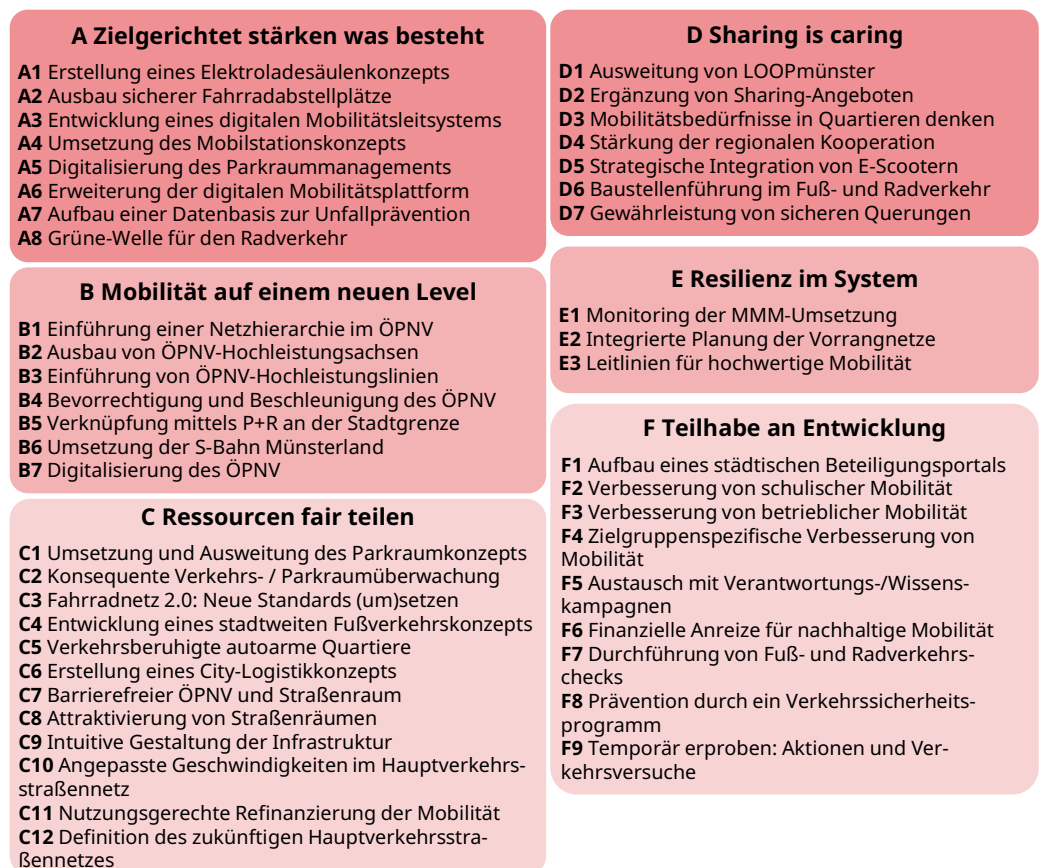 A Zielgerichtet stärken was besteht
A1 Erstellung eines Elektroladesäulenkonzepts
A2 Ausbau sicherer Fahrradabstellplätze
A3 Entwicklung eines digitalen Mobilitätsleitsystems
A4 Umsetzung des Mobilstationskonzepts
A5 Digitalisierung des Parkraummanagements
A6 Erweiterung der digitalen Mobilitätsplattform
A7 Aufbau einer Datenbasis zur Unfallprävention
A8 Grüne-Welle für den Radverkehr
B Mobilität auf einem neuen Level
B1 Einführung einer Netzhierarchie im ÖPNV
B2 Ausbau von ÖPNV-Hochleistungsachsen
B3 Einführung von ÖPNV-Hochleistungslinien
B4 Bevorrechtigung und Beschleunigung des ÖPNV
B5 Verknüpfung mittels P+R an der Stadtgrenze
B6 Umsetzung der S-Bahn Münsterland
B7 Digitalisierung des ÖPNV
C Ressourcen fair teilen
C1 Umsetzung und Ausweitung des Parkraumkonzepts
C2 Konsequente Verkehrs- / Parkraumüberwachung
C3 Fahrradnetz 2.0: Neue Standards (um)setzen
C4 Entwicklung eines stadtweiten Fußverkehrskonzepts
C5 Verkehrsberuhigte autoarme Quartiere
C6 Erstellung eines City-Logistikkonzepts
C7 Barrierefreier ÖPNV und Straßenraum
C8 Attraktivierung von Straßenräumen
C9 Intuitive Gestaltung der Infrastruktur
C10 Angepasste Geschwindigkeiten im Hauptverkehrs-
straßennetz
C11 Nutzungsgerechte Refinanzierung der Mobilität
C12 Definition des zukünftigen Hauptverkehrsstra-
ßennetzes
D Sharing is caring
D1 Ausweitung von LOOPmünster
D2 Ergänzung von Sharing-Angeboten
D3 Mobilitätsbedürfnisse in Quartieren denken
D4 Stärkung der regionalen Kooperation
D5 Strategische Integration von E-Scootern
D6 Baustellenführung im Fuß- und Radverkehr
D7 Gewährleistung von sicheren Querungen
E Resilienz im System
E1 Monitoring der MMM-Umsetzung
E2 Integrierte Planung der Vorrangnetze
E3 Leitlinien für hochwertige Mobilität
F Teilhabe an Entwicklung
F1 Aufbau eines städtischen Beteiligungsportals
F2 Verbesserung von schulischer Mobilität
F3 Verbesserung von betrieblicher Mobilität
F4 Zielgruppenspezifische Verbesserung von
Mobilität
F5 Austausch mit Verantwortungs-/Wissens-
kampagnen
F6 Finanzielle Anreize für nachhaltige Mobilität
F7 Durchführung von Fuß- und Radverkehrs-
checks
F8 Prävention durch ein Verkehrssicherheits-
programm
F9 Temporär erproben: Aktionen und Ver-
kehrsversuche